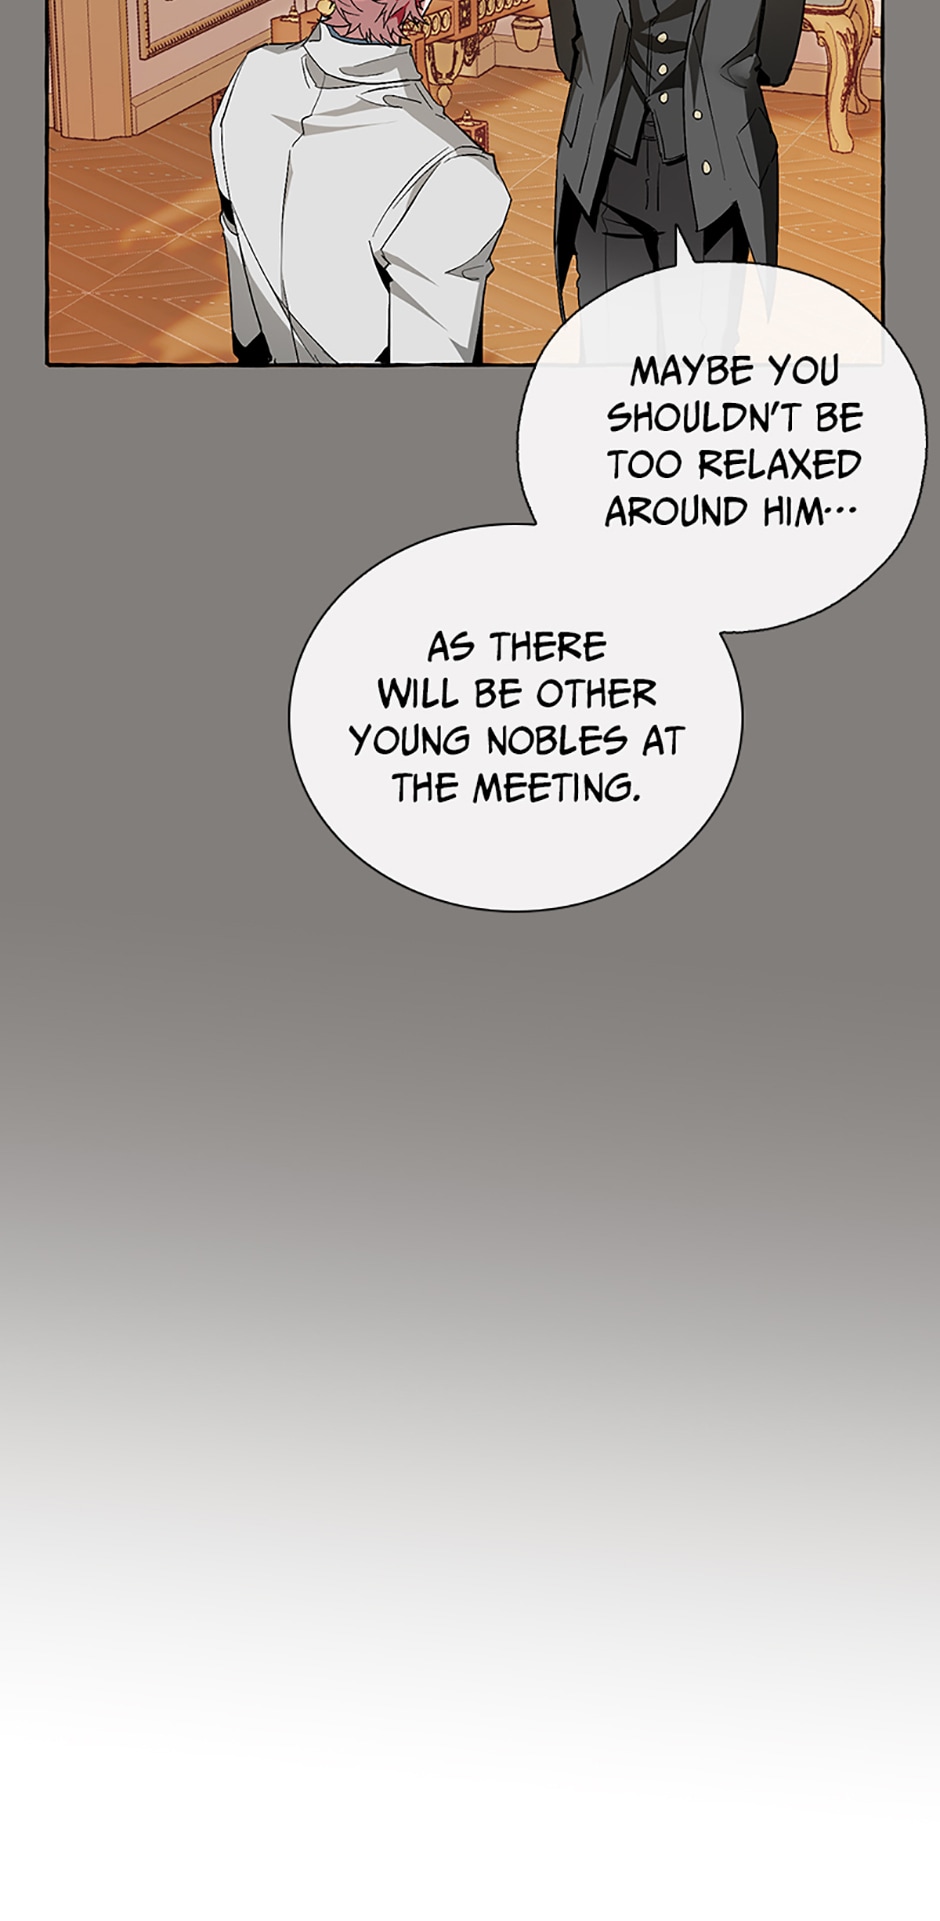 MAYBE YOU
SHOULDN'T BE
TOO RELAXED
AROUND HIM...
AS THERE
WILL BE OTHER
YOUNG NOBLES AT
THE MEETING.